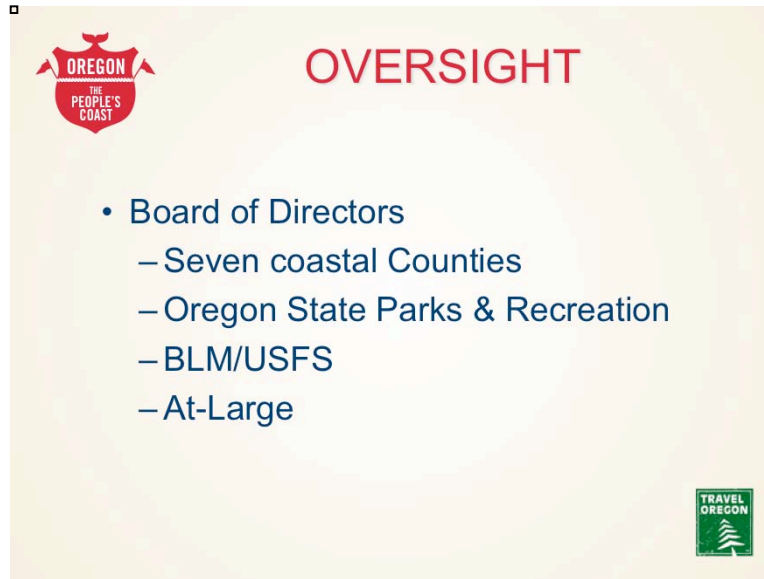 OREGON
THE
PEOPLE'S
COAST
OVERSIGHT
• Board of Directors
– Seven coastal Counties
– Oregon State Parks & Recreation
– BLM/USFS
– At-Large
TRAVEL
OREGON